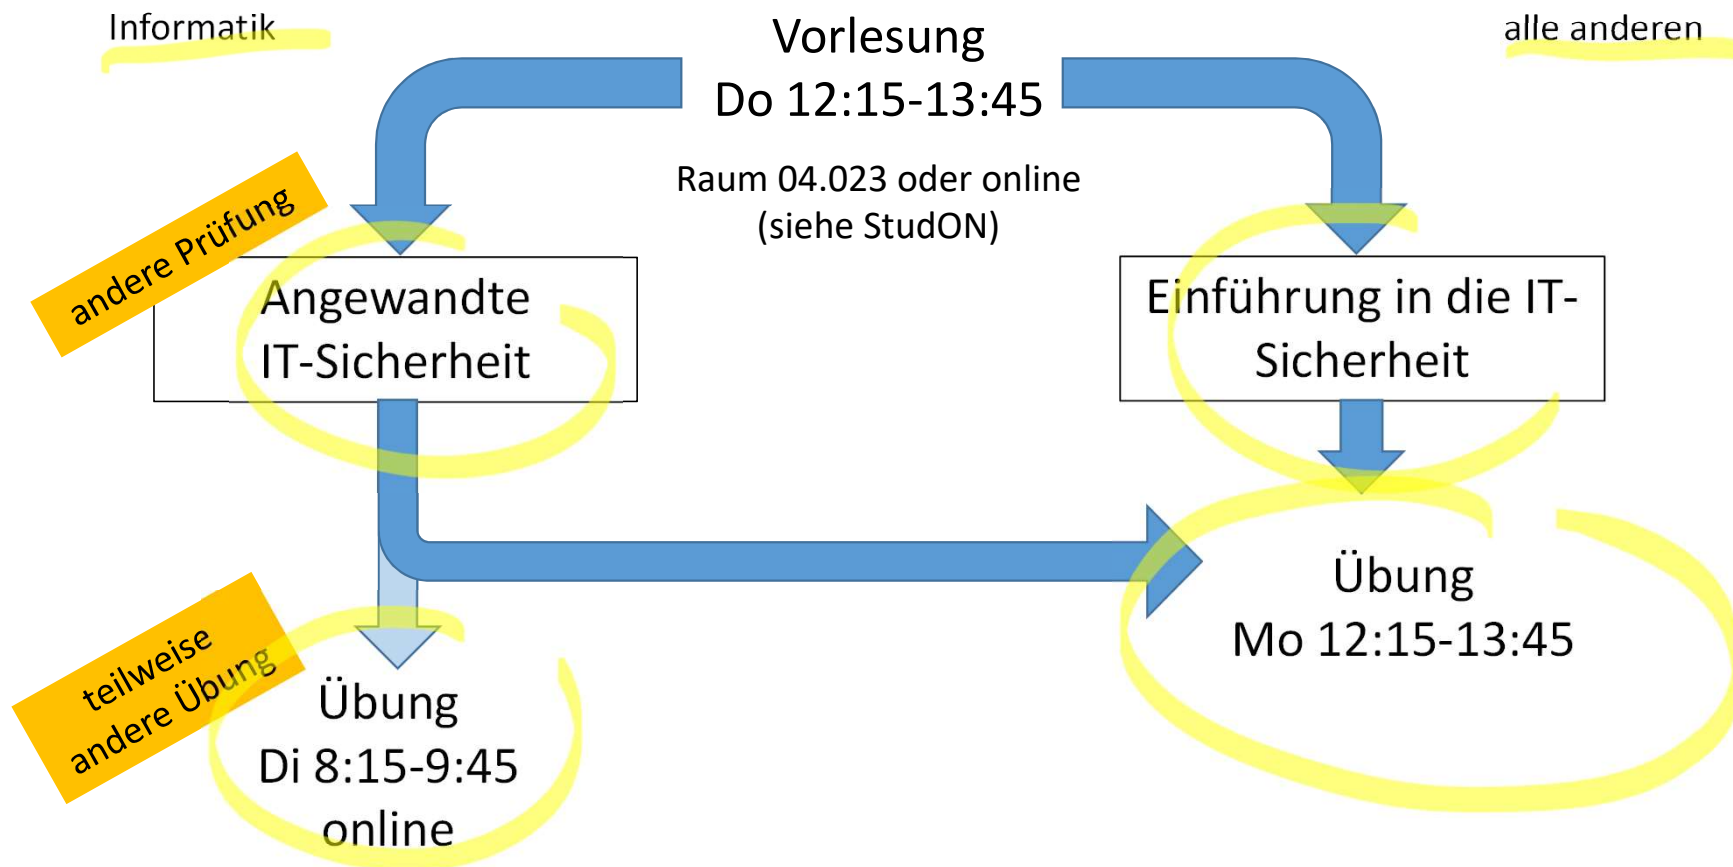 Informatik
Vorlesung
Do 12:15-13:45
alle anderen
Raum 04.023 oder online
(siehe StudON)
andere Prüfung
Angewandte
IT-Sicherheit
Einführung in die IT-
Sicherheit
teilweise
andere Übung
Übung
Di 8:15-9:45
online
Übung
Mo 12:15-13:45